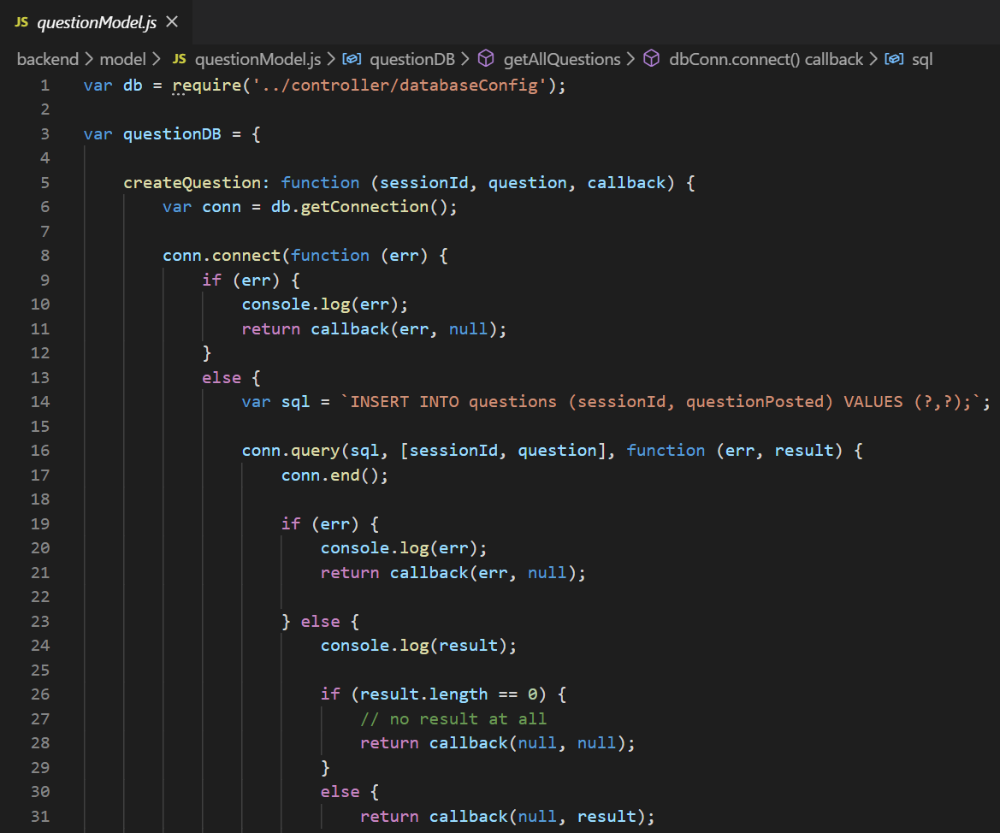 JS questionModel.js ×
backend > model > JS questionModel.js > questionDB > getAllQuestions > dbConn.connect() callback > sql
1 var db = require('../controller/databaseConfig');
2
3 var questionDB = {
4
5     createQuestion: function (sessionId, question, callback) {
6         var conn = db.getConnection();
7
8         conn.connect(function (err) {
9             if (err) {
10                 console.log(err);
11                 return callback(err, null);
12             }
13             else {
14                 var sql = `INSERT INTO questions (sessionId, questionPosted) VALUES (?,?);`;
15
16                 conn.query(sql, [sessionId, question], function (err, result) {
17                     conn.end();
18
19                     if (err) {
20                         console.log(err);
21                         return callback(err, null);
22
23                     } else {
24                         console.log(result);
25
26                         if (result.length == 0) {
27                             // no result at all
28                             return callback(null, null);
29                         }
30                         else {
31                             return callback(null, result);